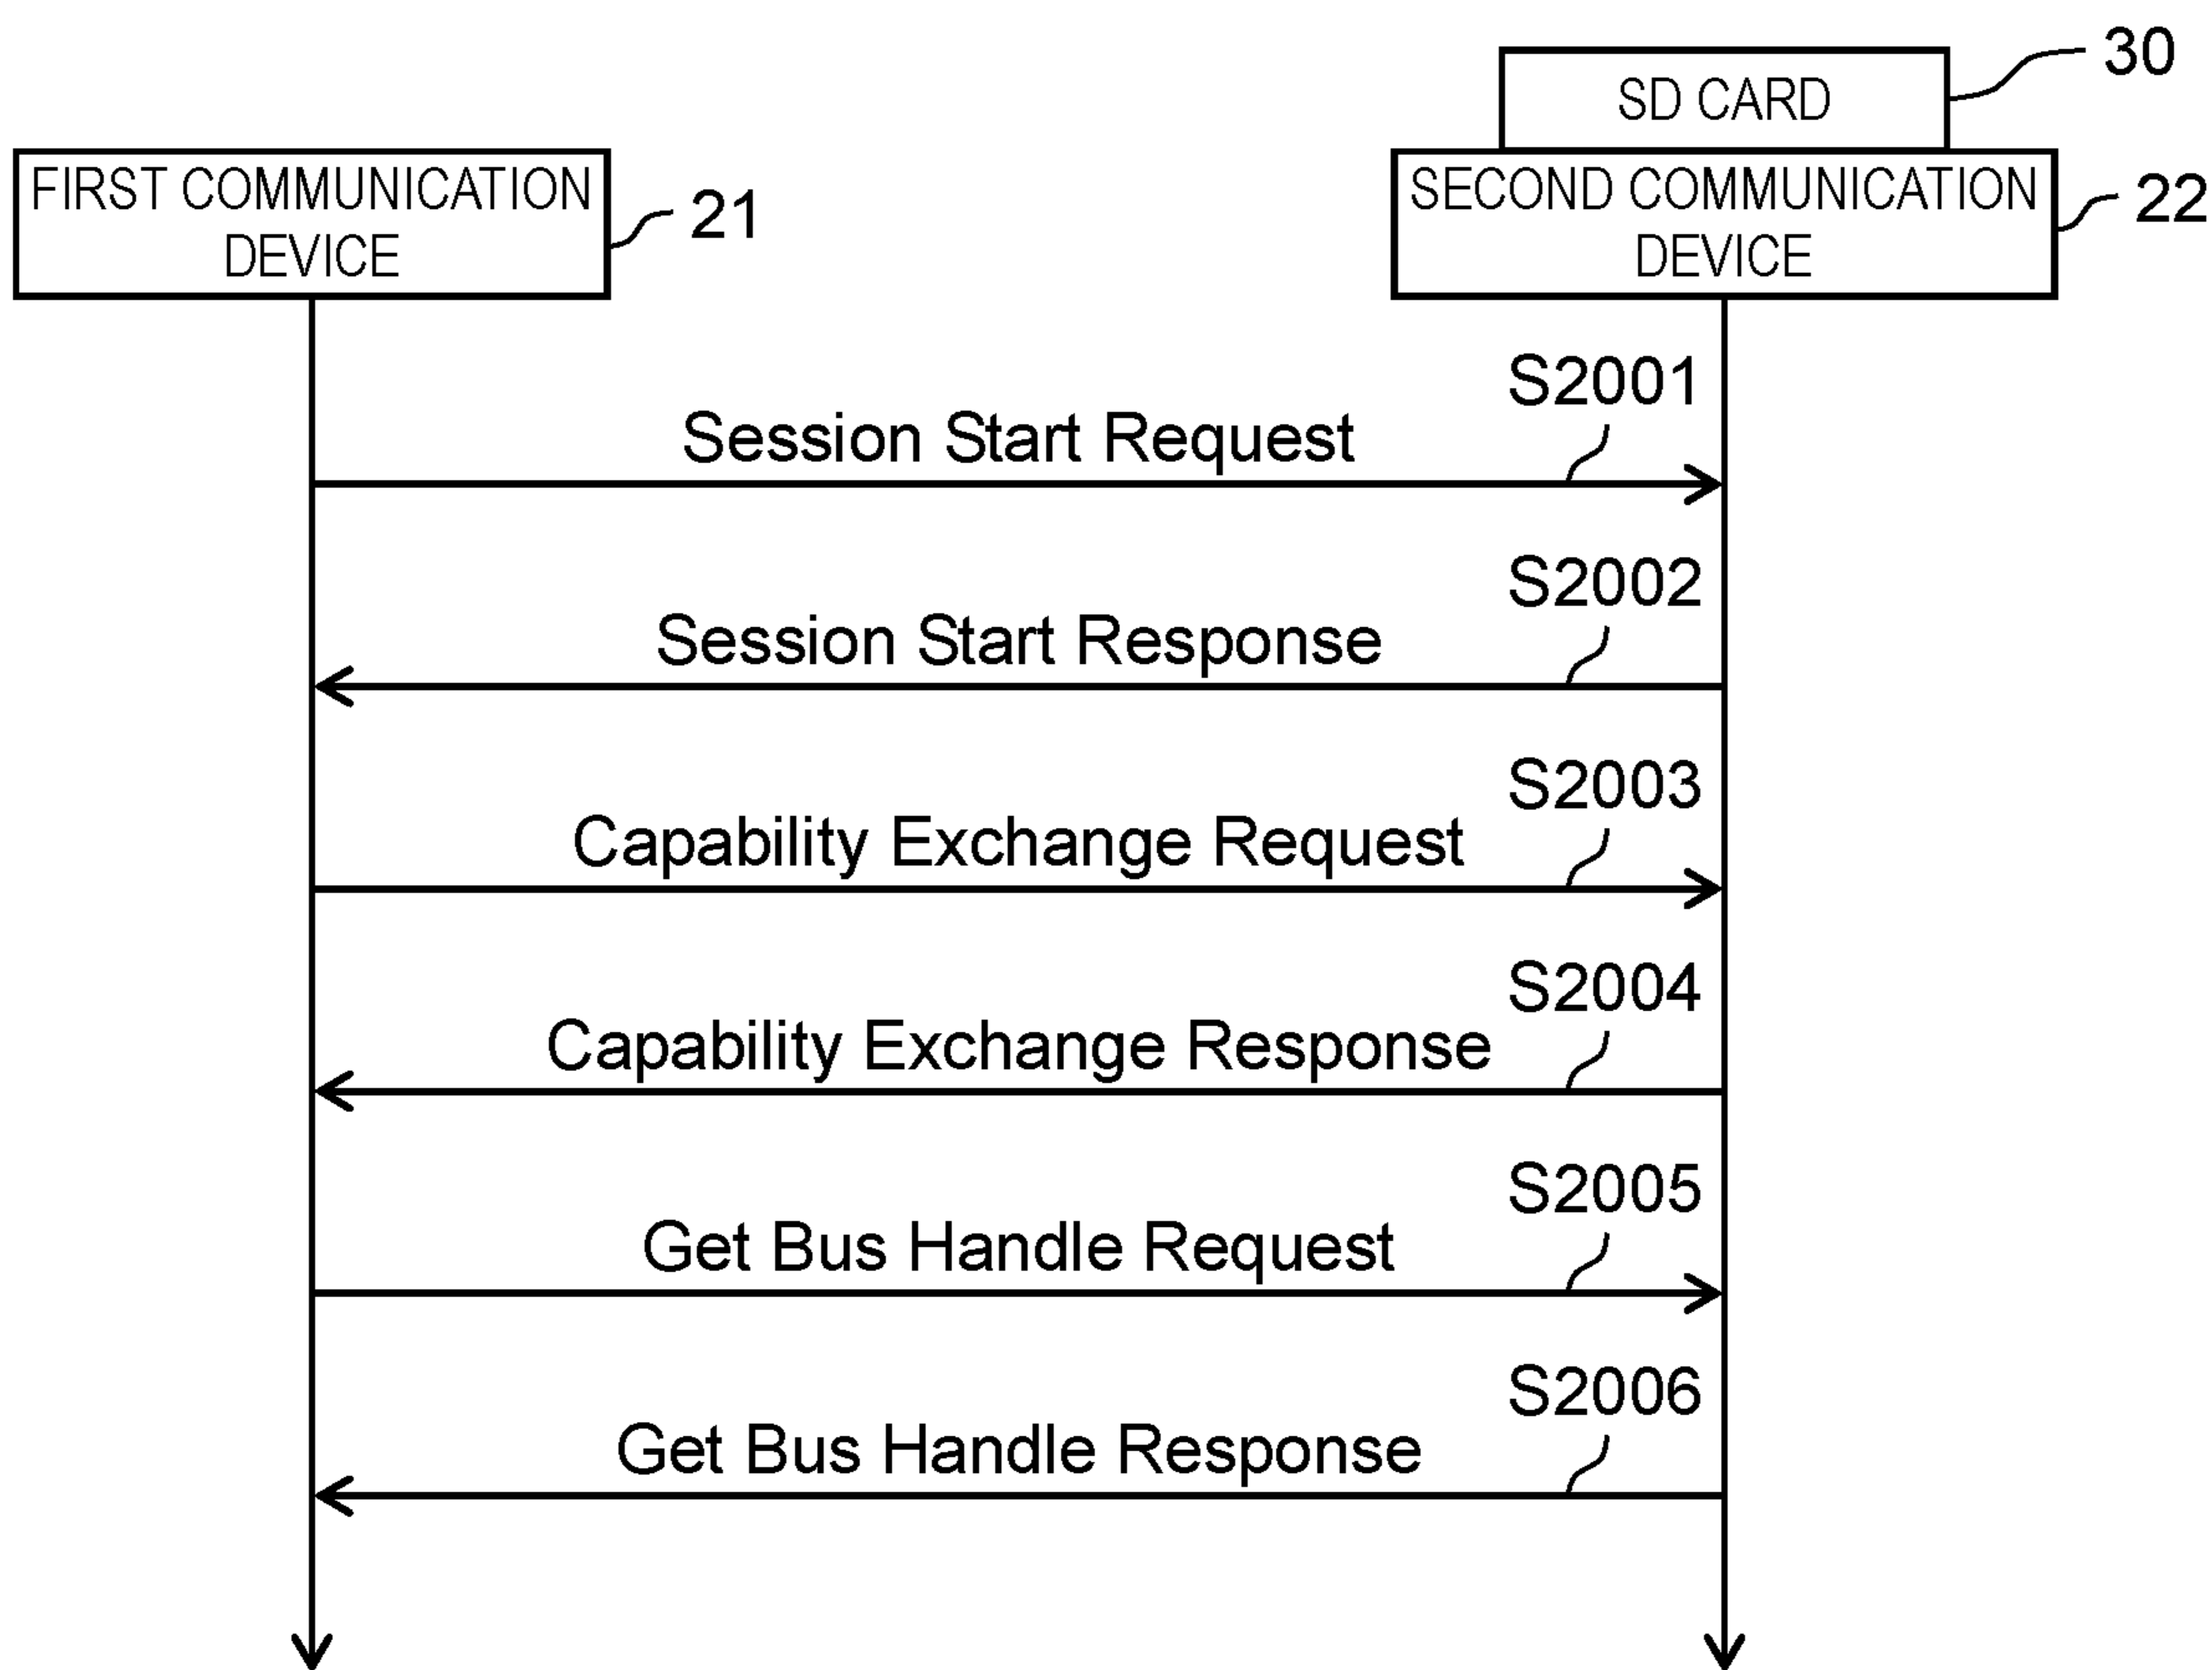 30
SD CARD
FIRST COMMUNICATION
DEVICE
21
SECOND COMMUNICATION
DEVICE
22
S2001
Session Start Request
S2002
Session Start Response
S2003
Capability Exchange Request
S2004
Capability Exchange Response
S2005
Get Bus Handle Request
S2006
Get Bus Handle Response